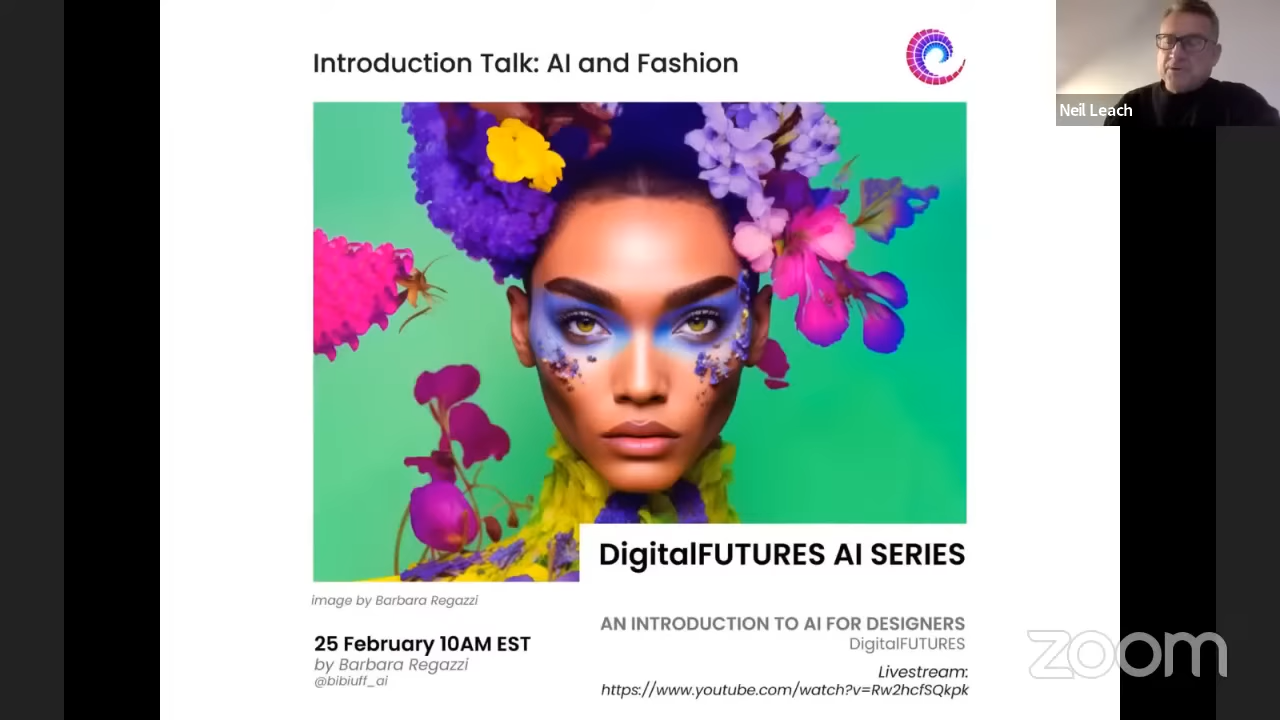 Introduction Talk: AI and Fashion
Neil Leach
DigitalFUTURES AI SERIES
image by Barbara Regazzi
25 February 10AM EST
by Barbara Regazzi
@bibiuff_ai
AN INTRODUCTION TO AI FOR DESIGNERS
DigitalFUTURES
Livestream:
https://www.youtube.com/watch?v=Rw2hcfSQkpk
zoom